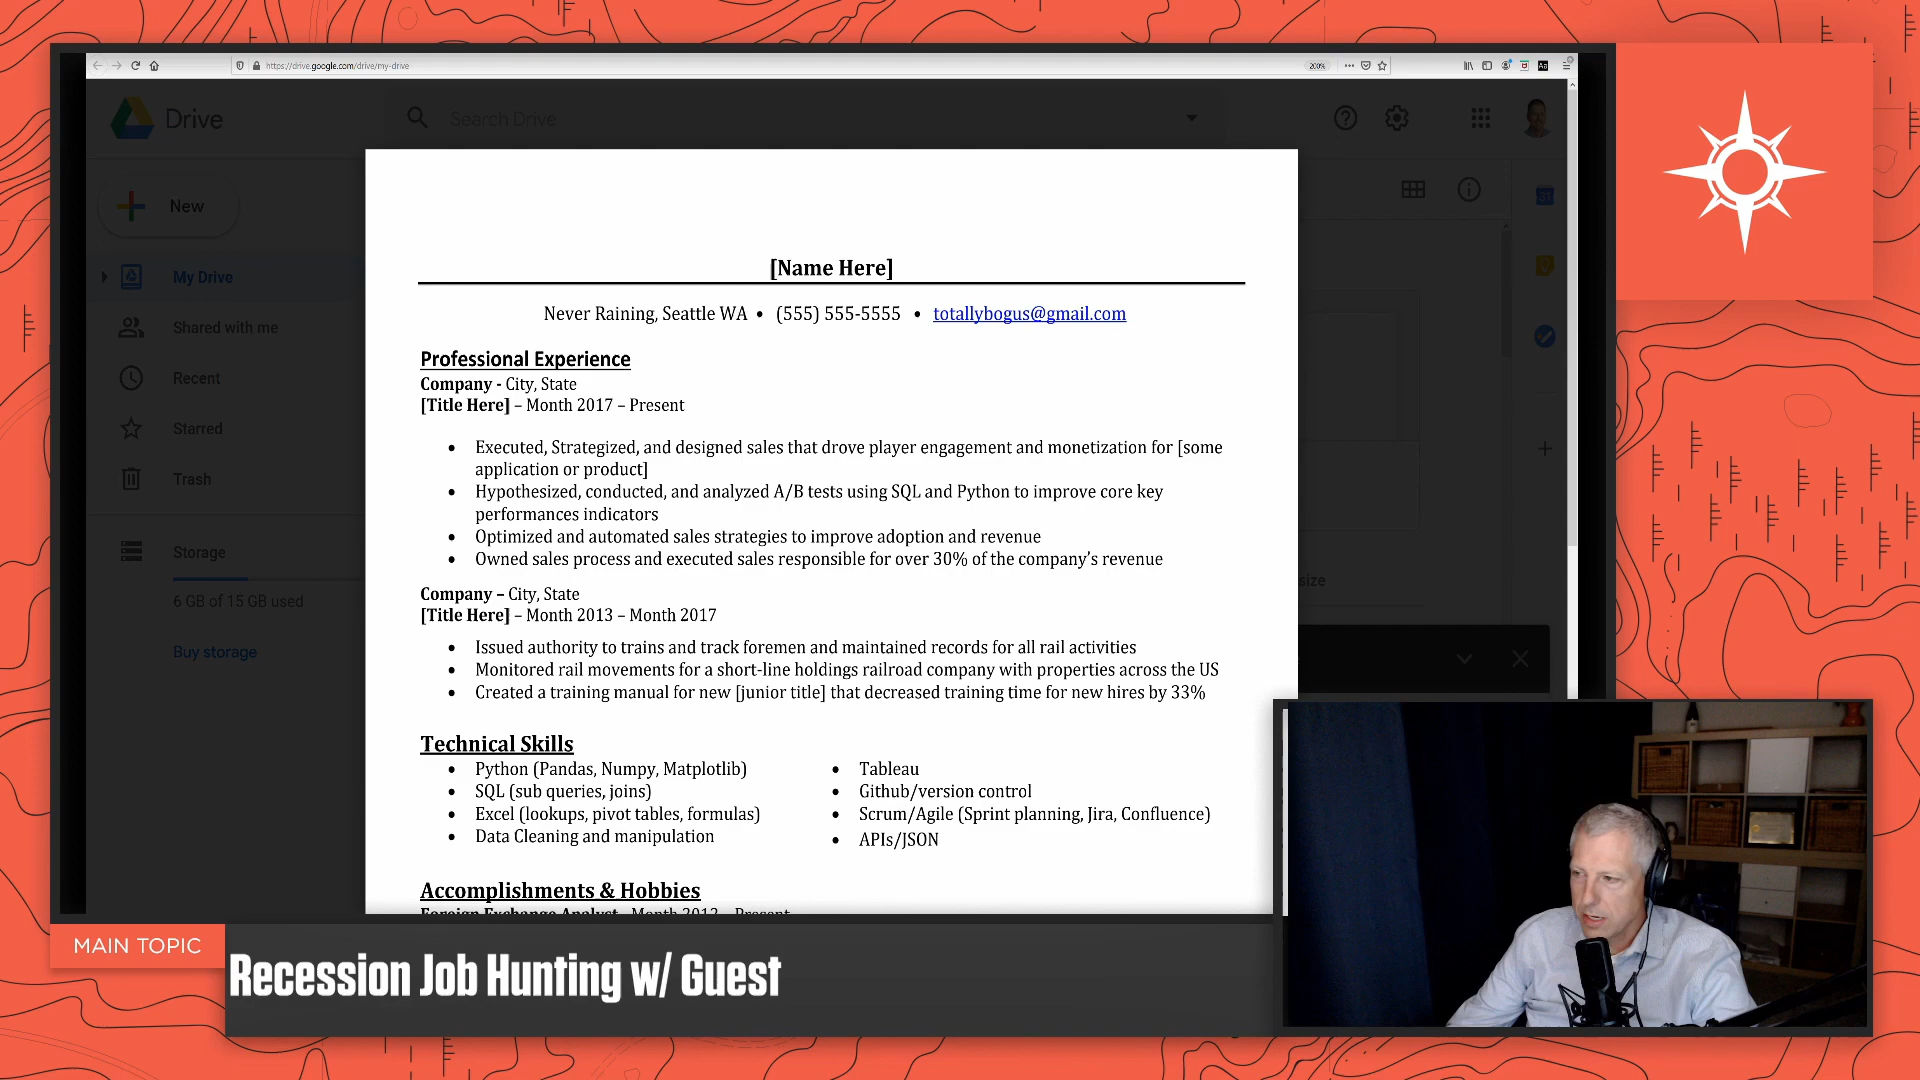 https://drive.google.com/drive/my-drive
200%
Drive
Search Drive
New
My Drive
Shared with me
Recent
Starred
Trash
Storage
6 GB of 15 GB used
Buy storage
size
[Name Here]
Never Raining, Seattle WA • (555) 555-5555 • totallybogus@gmail.com
Professional Experience
Company - City, State
[Title Here] – Month 2017 – Present
• Executed, Strategized, and designed sales that drove player engagement and monetization for [some
application or product]
• Hypothesized, conducted, and analyzed A/B tests using SQL and Python to improve core key
performances indicators
• Optimized and automated sales strategies to improve adoption and revenue
• Owned sales process and executed sales responsible for over 30% of the company's revenue
Company – City, State
[Title Here] – Month 2013 – Month 2017
• Issued authority to trains and track foremen and maintained records for all rail activities
• Monitored rail movements for a short-line holdings railroad company with properties across the US
• Created a training manual for new [junior title] that decreased training time for new hires by 33%
Technical Skills
• Python (Pandas, Numpy, Matplotlib)
• SQL (sub queries, joins)
• Excel (lookups, pivot tables, formulas)
• Data Cleaning and manipulation
• Tableau
• Github/version control
• Scrum/Agile (Sprint planning, Jira, Confluence)
• APIs/JSON
Accomplishments & Hobbies
Foreign Exchange Analyst - Month 2012 – Present
MAIN TOPIC
Recession Job Hunting w/ Guest